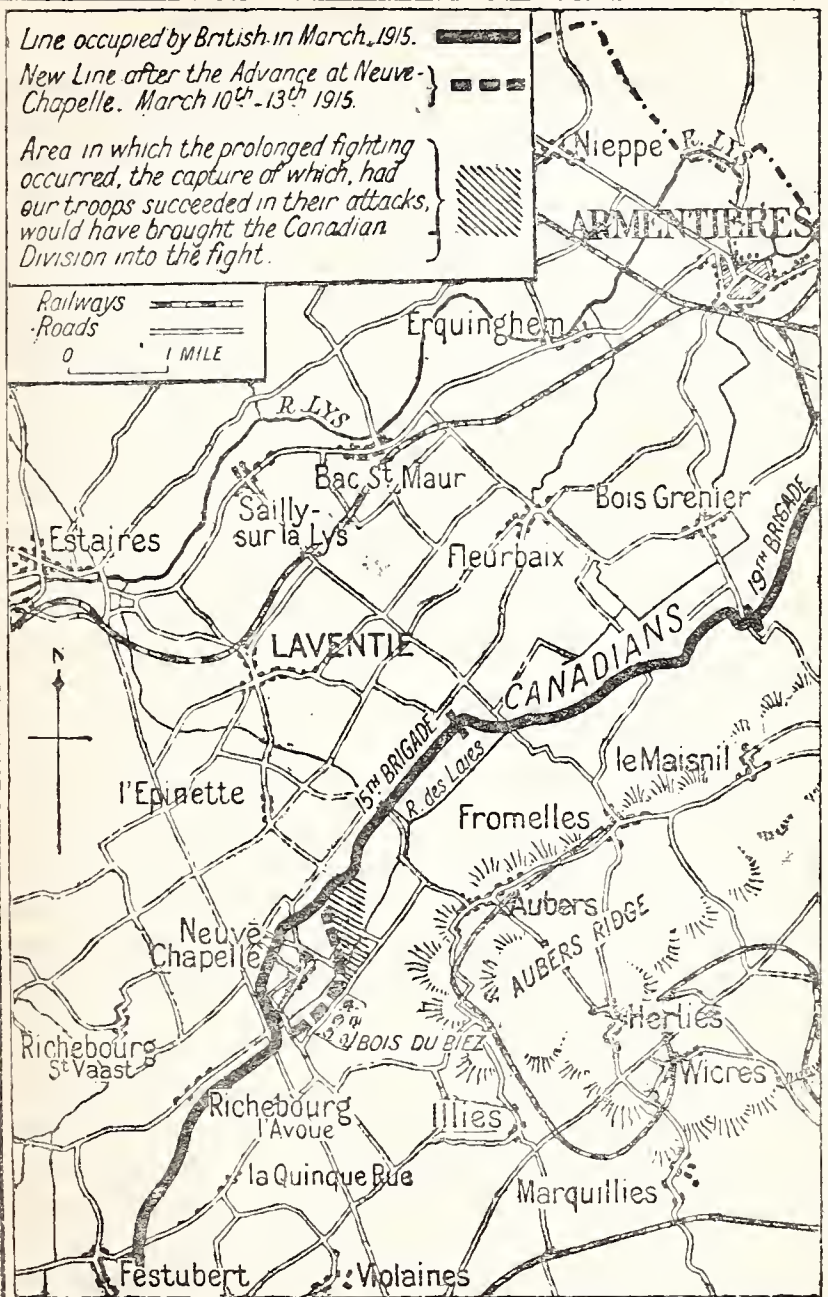 Line occupied by British in March, 1915.
New Line after the Advance at Neuve-
Chapelle. March 10th-13th 1915.
Area in which the prolonged fighting
occurred, the capture of which, had
our troops succeeded in their attacks,
would have brought the Canadian
Division into the fight.
Railways
Roads
0 1 MILE
Nieppe
R. LYS
ARMENTIERES
Erquinghem
R. LYS
Bac St Maur
Sailly-
sur la Lys
Bois Grenier
Estaires
Fleurbaix
19TH BRIGADE
LAVENTIE
CANADIANS
N
15TH BRIGADE
R. des Laies
le Maisnil
l'Epinette
Fromelles
Aubers
Neuve
Chapelle
AUBERS RIDGE
Herlies
BOIS DU BIEZ
Richebourg
St Vaast
Wicres
Richebourg
l'Avoue
Illies
la Quinque Rue
Marquillies
Festubert
Violaines